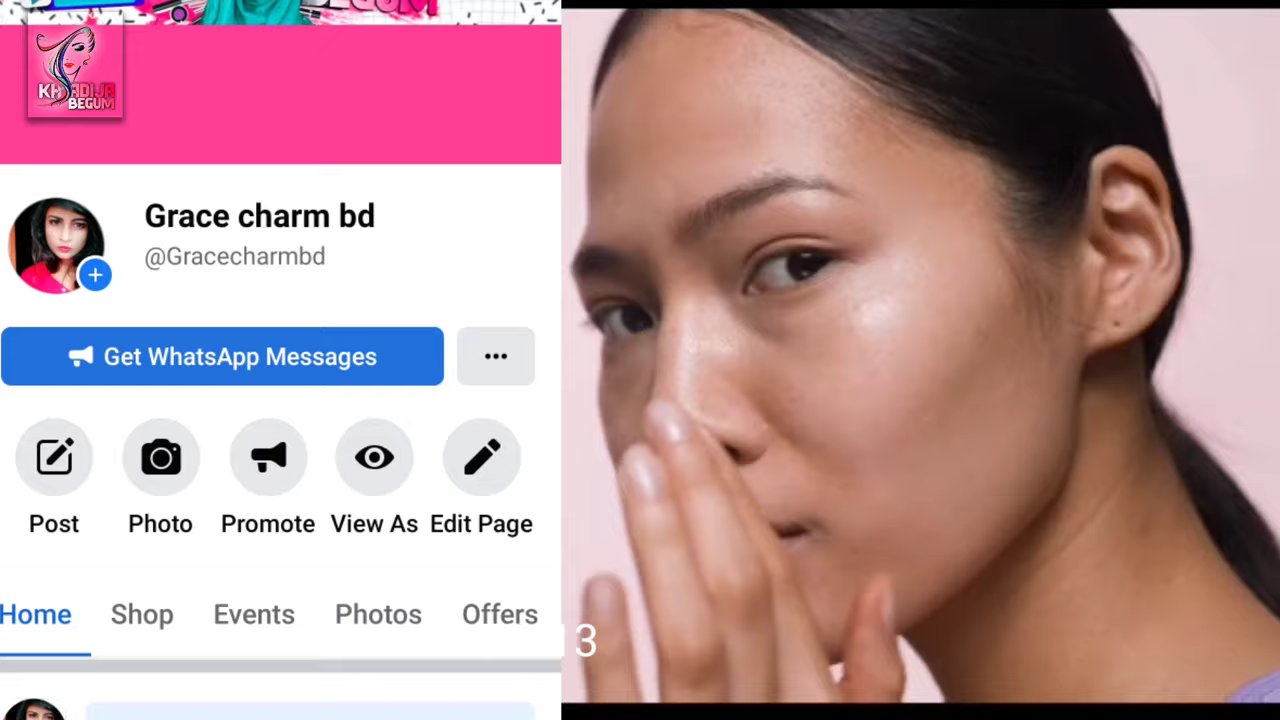 BEGUM
KHADIJA
BEGUM
Grace charm bd
@Gracecharmbd
Get WhatsApp Messages
Post Photo Promote View As Edit Page
Home Shop Events Photos Offers
3